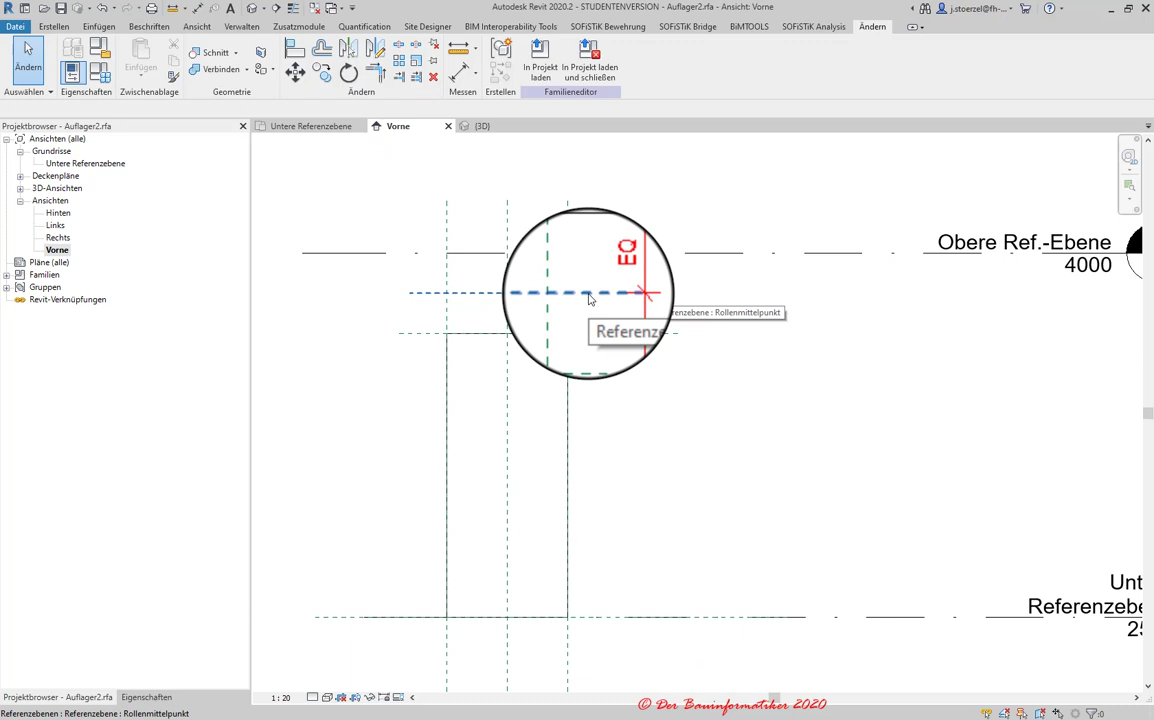 Autodesk Revit 2020.2 - STUDENTENVERSION - Auflager2.rfa - Ansicht: Vorne
j.stoerzel@fh-...
Datei Erstellen Einfügen Beschriften Ansicht Verwalten Zusatzmodule Quantification Site Designer BIM Interoperability Tools SOFiSTiK Bridge BiMTOOLS SOFiSTiK Analysis Ändern
Ändern
Einfügen
Schnitt
Verbinden
In Projekt laden
In Projekt laden und schließen
Auswählen Eigenschaften Zwischenablage Geometrie Ändern Messen Erstellen Familieneditor
Projektbrowser - Auflager2.rfa
Untere Referenzebene
Vorne
{3D}
Ansichten (alle)
Grundrisse
Untere Referenzebene
Deckenpläne
3D-Ansichten
Ansichten
Hinten
Links
Rechts
Vorne
Pläne (alle)
Familien
Gruppen
Revit-Verknüpfungen
EQ
Obere Ref.-Ebene
4000
renzebene : Rollenmittelpunkt
Referenze
Unt
Referenzebe
25
1 : 20
Projektbrowser - Auflager2.rfa Eigenschaften
© Der Bauinformatiker 2020
Referenzebenen : Referenzebene : Rollenmittelpunkt
:0